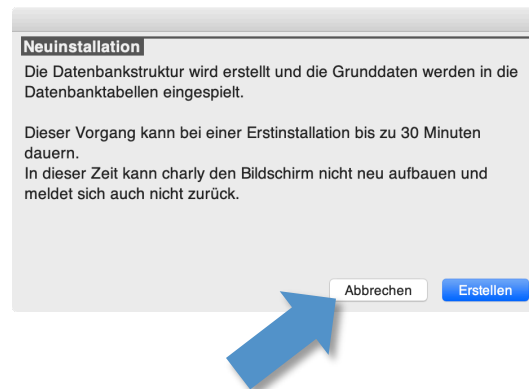 Neuinstallation
Die Datenbankstruktur wird erstellt und die Grunddaten werden in die
Datenbanktabellen eingespielt.
Dieser Vorgang kann bei einer Erstinstallation bis zu 30 Minuten
dauern.
In dieser Zeit kann charly den Bildschirm nicht neu aufbauen und
meldet sich auch nicht zurück.
Abbrechen Erstellen